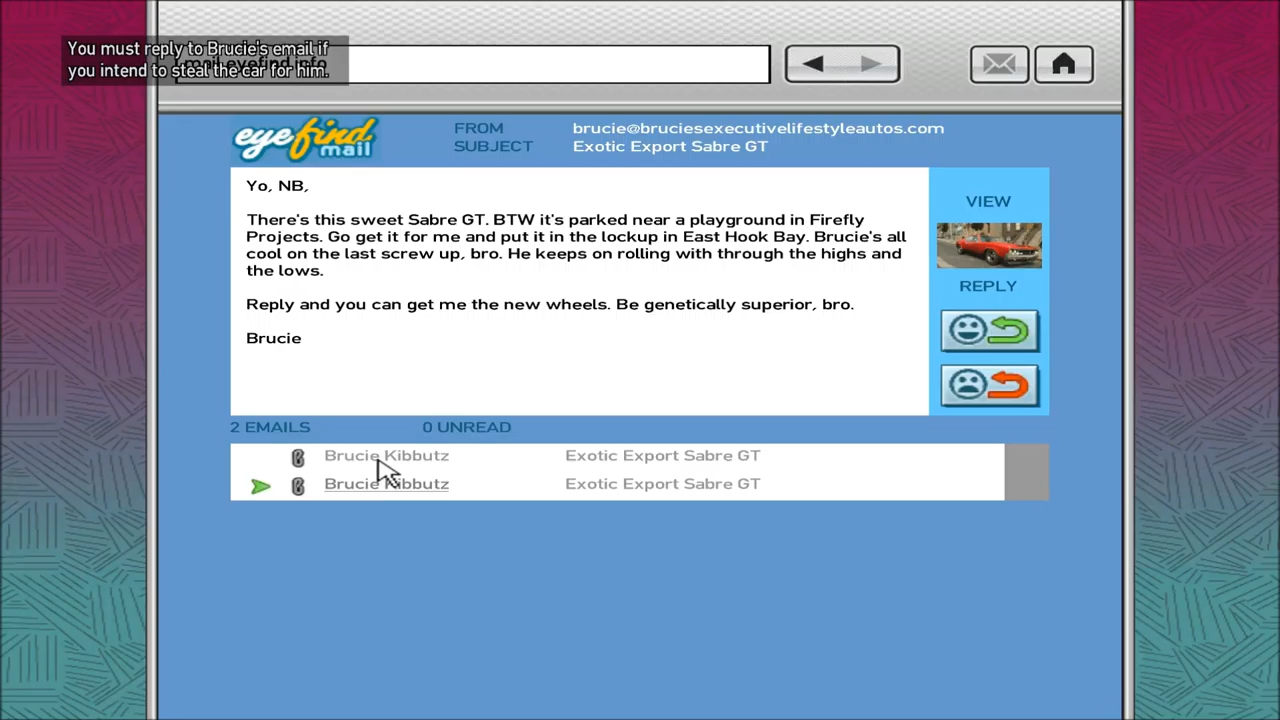 You must reply to Brucie's email if
you intend to steal the car for him.
mail.eyefind.info
eyefind
mail
FROM brucie@bruciesexecutivelifestyleautos.com
SUBJECT Exotic Export Sabre GT
Yo, NB,
There's this sweet Sabre GT. BTW it's parked near a playground in Firefly
Projects. Go get it for me and put it in the lockup in East Hook Bay. Brucie's all
cool on the last screw up, bro. He keeps on rolling with through the highs and
the lows.
Reply and you can get me the new wheels. Be genetically superior, bro.
Brucie
VIEW
REPLY
2 EMAILS 0 UNREAD
Brucie Kibbutz Exotic Export Sabre GT
Brucie Kibbutz Exotic Export Sabre GT